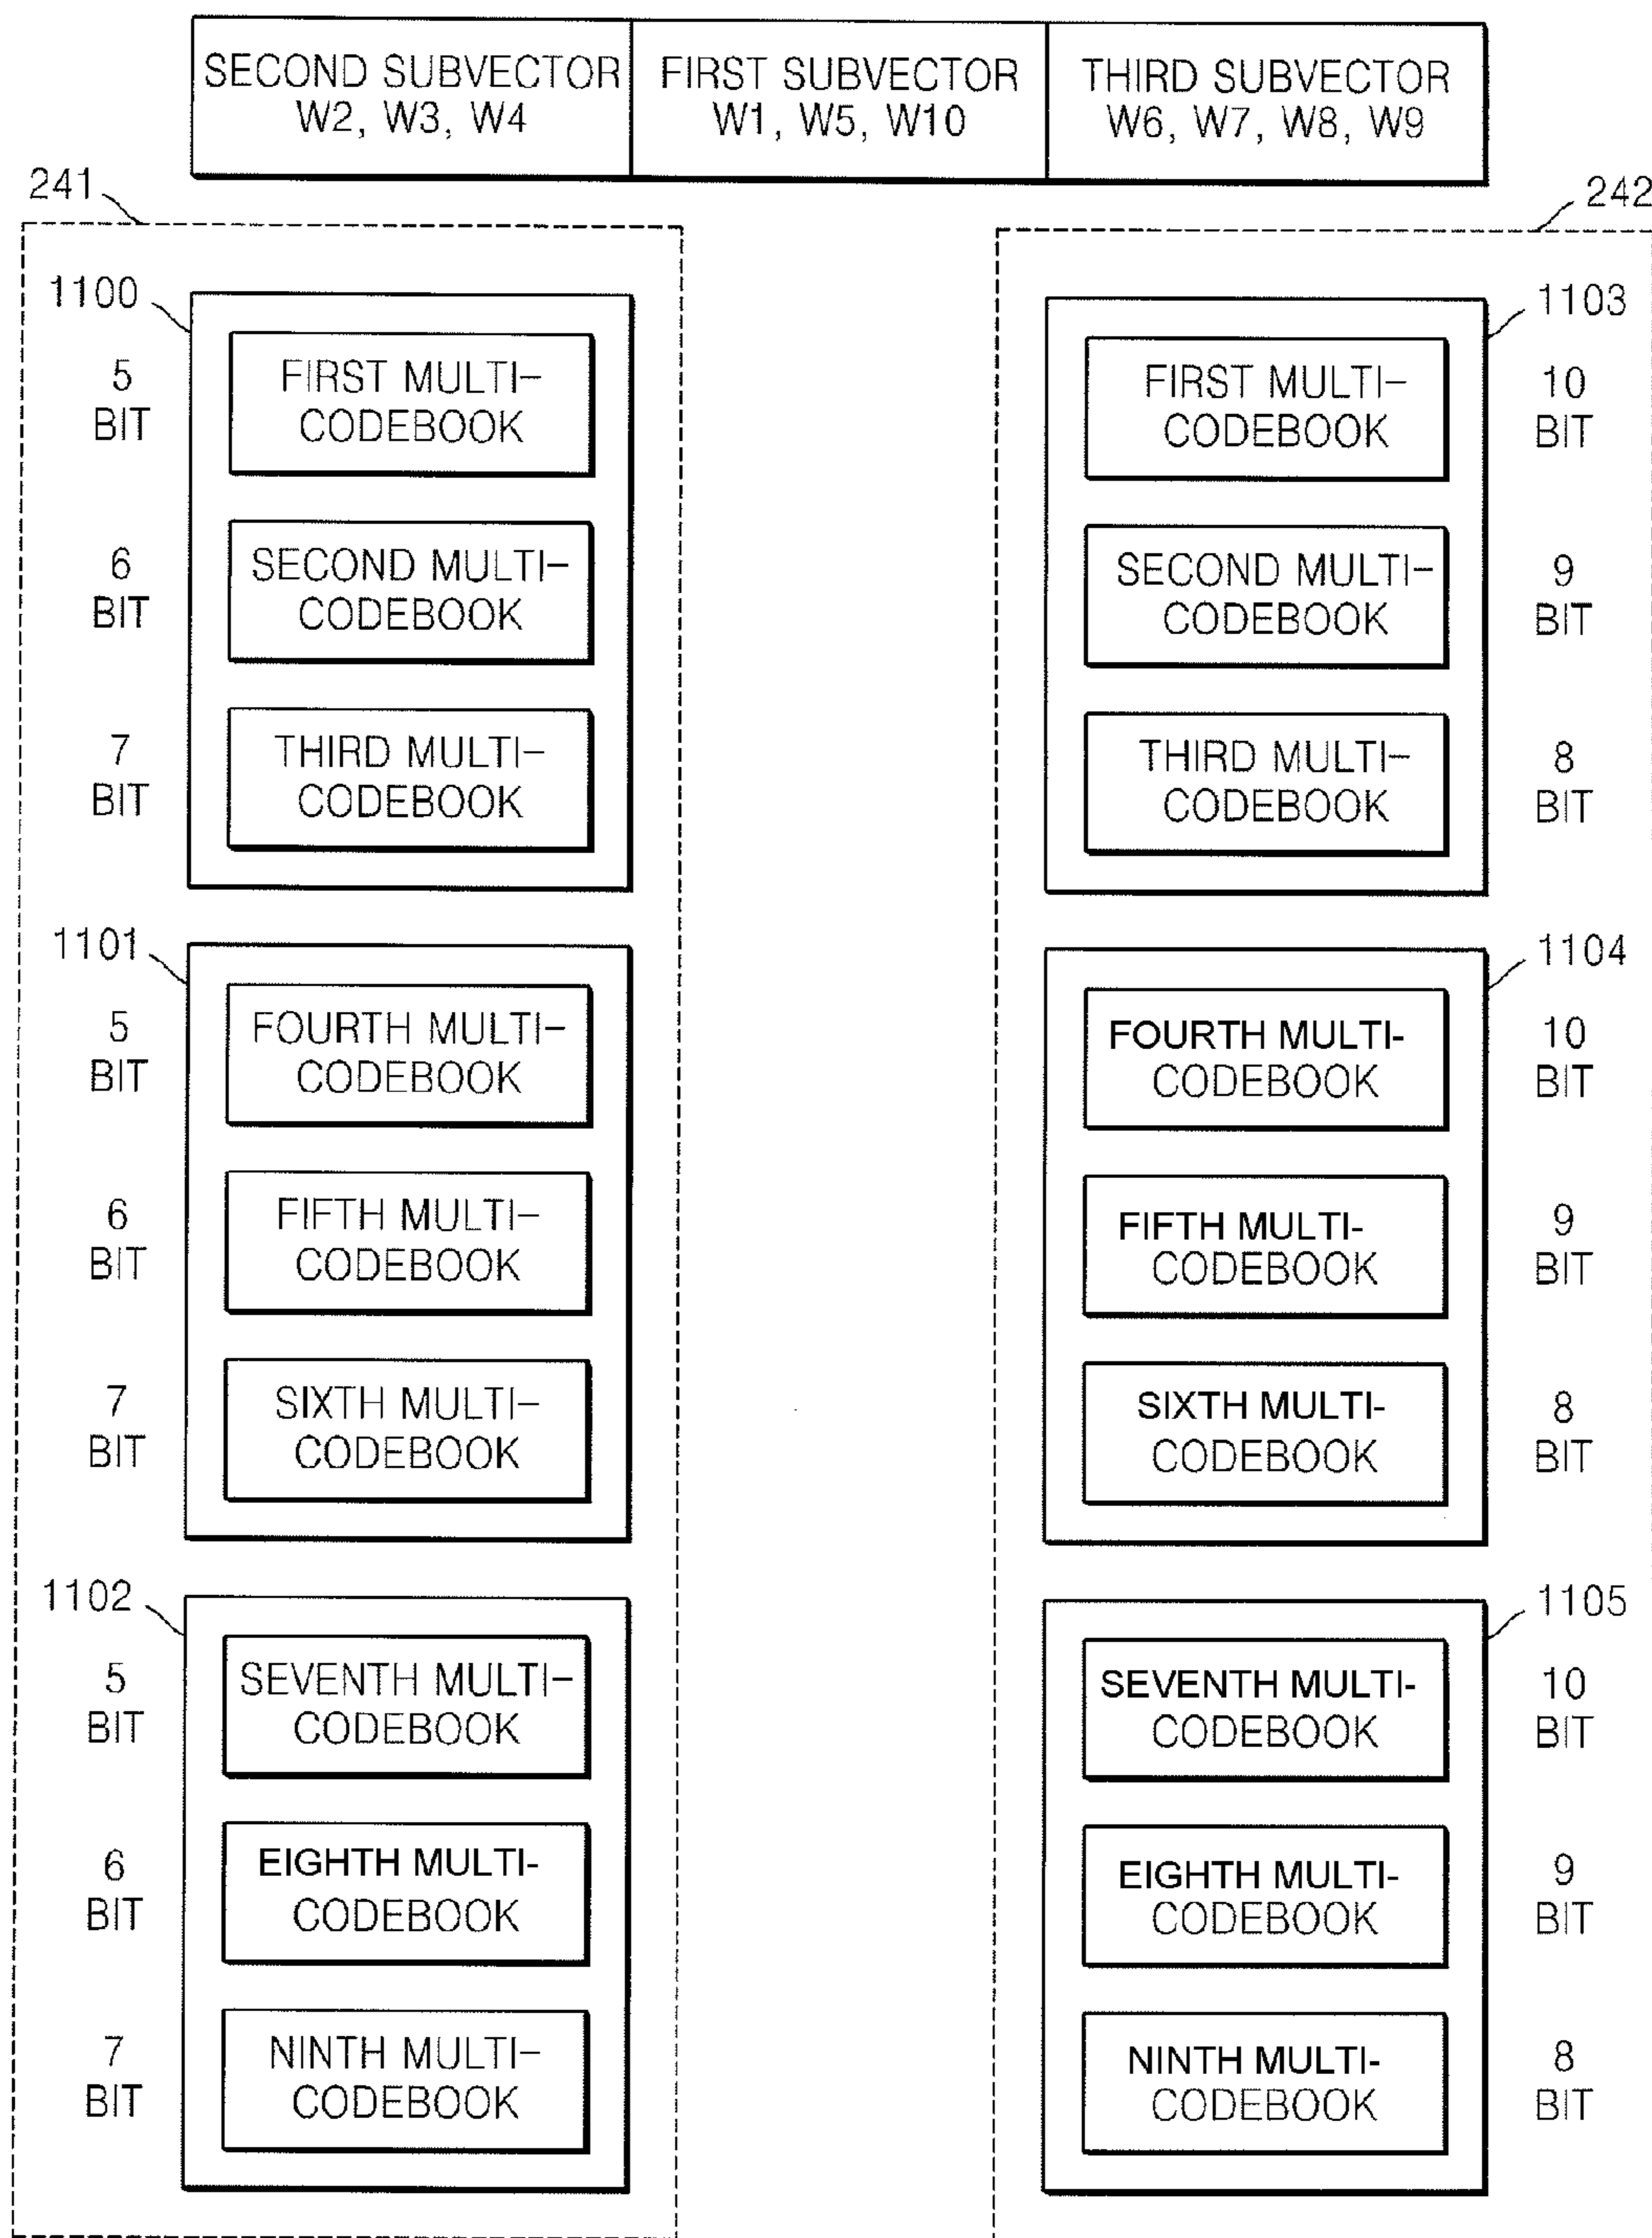 SECOND SUBVECTOR
W2, W3, W4
FIRST SUBVECTOR
W1, W5, W10
THIRD SUBVECTOR
W6, W7, W8, W9
241
1100
5
BIT
FIRST MULTI-
CODEBOOK
6
BIT
SECOND MULTI-
CODEBOOK
7
BIT
THIRD MULTI-
CODEBOOK
1101
5
BIT
FOURTH MULTI-
CODEBOOK
6
BIT
FIFTH MULTI-
CODEBOOK
7
BIT
SIXTH MULTI-
CODEBOOK
1102
5
BIT
SEVENTH MULTI-
CODEBOOK
6
BIT
EIGHTH MULTI-
CODEBOOK
7
BIT
NINTH MULTI-
CODEBOOK
242
1103
FIRST MULTI-
CODEBOOK
10
BIT
SECOND MULTI-
CODEBOOK
9
BIT
THIRD MULTI-
CODEBOOK
8
BIT
1104
FOURTH MULTI-
CODEBOOK
10
BIT
FIFTH MULTI-
CODEBOOK
9
BIT
SIXTH MULTI-
CODEBOOK
8
BIT
1105
SEVENTH MULTI-
CODEBOOK
10
BIT
EIGHTH MULTI-
CODEBOOK
9
BIT
NINTH MULTI-
CODEBOOK
8
BIT